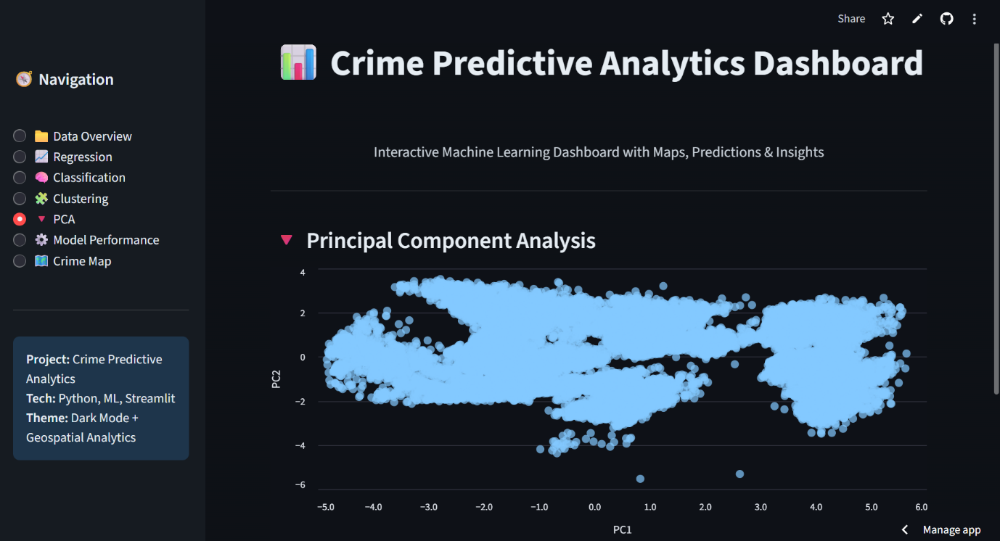 Share
Navigation
Data Overview
Regression
Classification
Clustering
PCA
Model Performance
Crime Map
Project: Crime Predictive
Analytics
Tech: Python, ML, Streamlit
Theme: Dark Mode +
Geospatial Analytics
Crime Predictive Analytics Dashboard
Interactive Machine Learning Dashboard with Maps, Predictions & Insights
Principal Component Analysis
4
2
0
−2
−4
−6
PC2
−5.0 −4.0 −3.0 −2.0 −1.0 0.0 1.0 2.0 3.0 4.0 5.0 6.0
PC1
Manage app